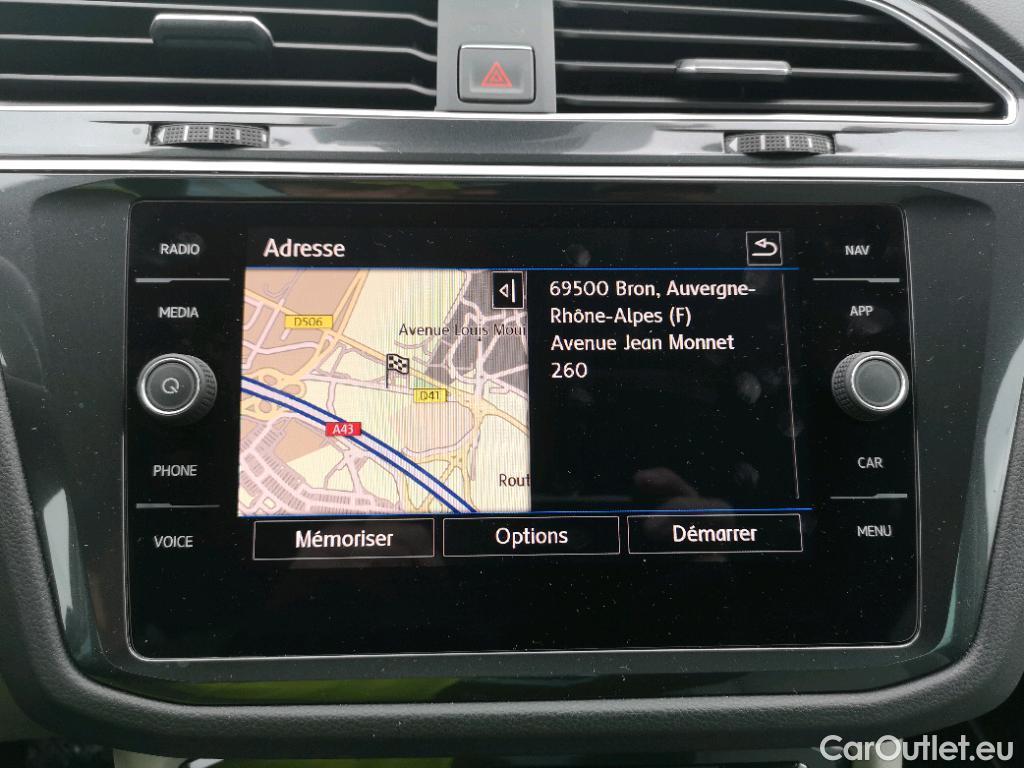 RADIO
MEDIA
PHONE
VOICE
Adresse
D506
Avenue Louis Moui
D41
A43
Rout
69500 Bron, Auvergne-
Rhône-Alpes (F)
Avenue Jean Monnet
260
Mémoriser
Options
Démarrer
NAV
APP
CAR
MENU
CarOutlet.eu